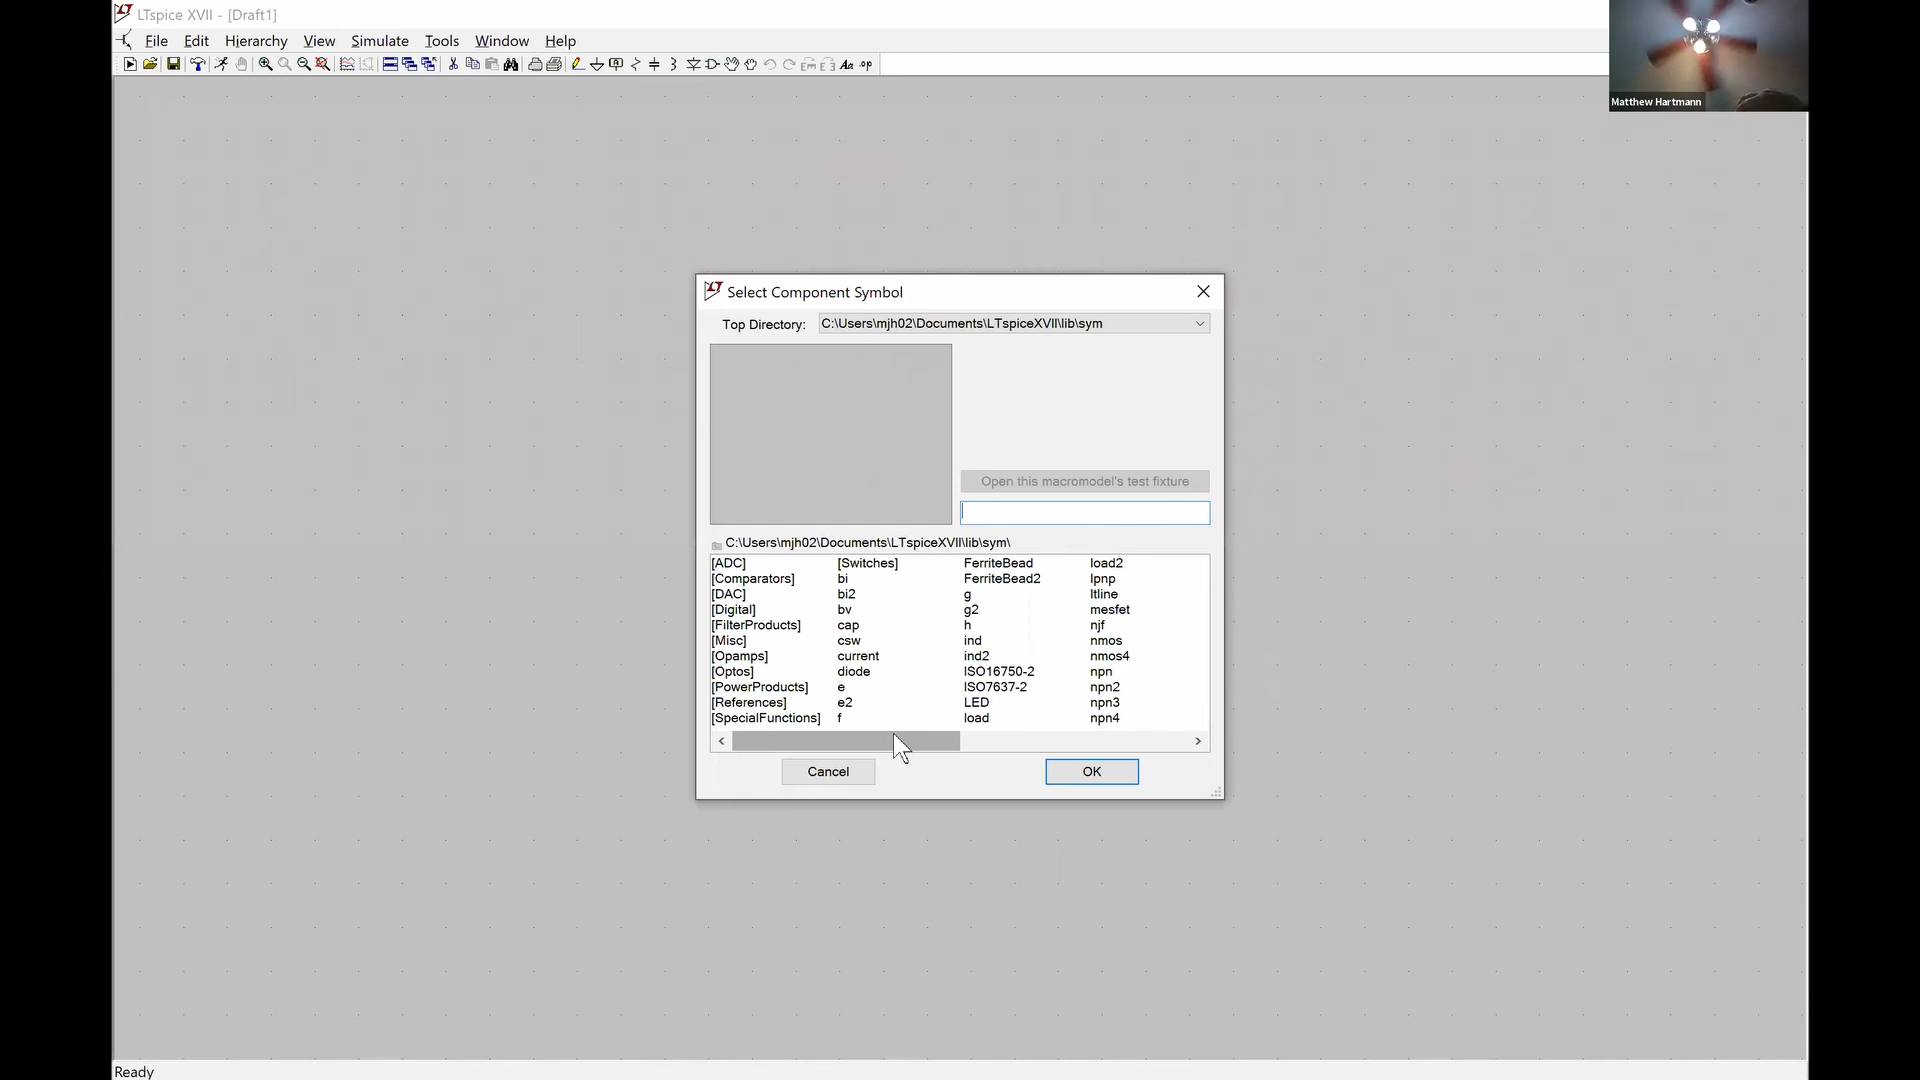 LTspice XVII - [Draft1]
File Edit Hierarchy View Simulate Tools Window Help
Aa .op
Matthew Hartmann
Select Component Symbol
Top Directory: C:\Users\mjh02\Documents\LTspiceXVII\lib\sym
Open this macromodel's test fixture
C:\Users\mjh02\Documents\LTspiceXVII\lib\sym\
[ADC] [Switches] FerriteBead load2
[Comparators] bi FerriteBead2 lpnp
[DAC] bi2 g ltline
[Digital] bv g2 mesfet
[FilterProducts] cap h njf
[Misc] csw ind nmos
[Opamps] current ind2 nmos4
[Optos] diode ISO16750-2 npn
[PowerProducts] e ISO7637-2 npn2
[References] e2 LED npn3
[SpecialFunctions] f load npn4
Cancel OK
Ready